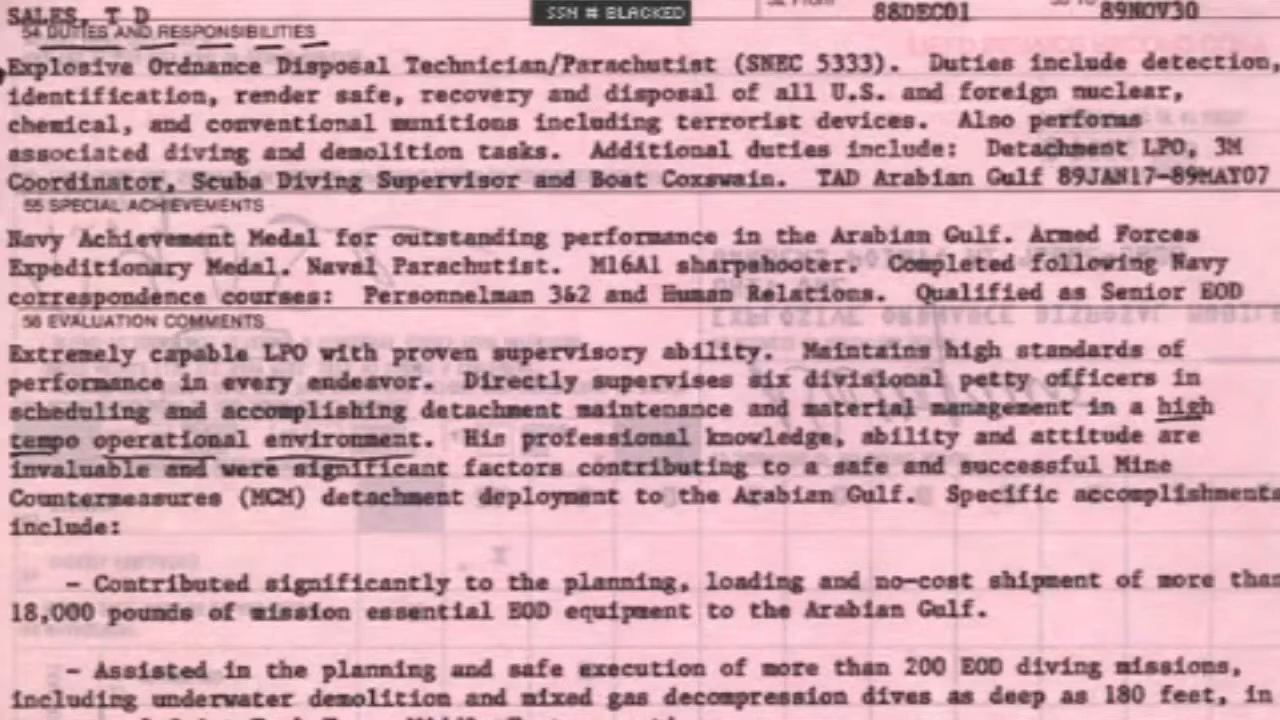 SALES, T D
SSN # BLACKED
88DEC01
89NOV30
54 DUTIES AND RESPONSIBILITIES
Explosive Ordnance Disposal Technician/Parachutist (SNEC 5333). Duties include detection,
identification, render safe, recovery and disposal of all U.S. and foreign nuclear,
chemical, and conventional munitions including terrorist devices. Also performs
associated diving and demolition tasks. Additional duties include: Detachment LPO, 3M
Coordinator, Scuba Diving Supervisor and Boat Coxswain. TAD Arabian Gulf 89JAN17-89MAY07
55 SPECIAL ACHIEVEMENTS
Navy Achievement Medal for outstanding performance in the Arabian Gulf. Armed Forces
Expeditionary Medal. Naval Parachutist. M16A1 sharpshooter. Completed following Navy
correspondence courses: Personnelman 3&2 and Human Relations. Qualified as Senior EOD
56 EVALUATION COMMENTS
Extremely capable LPO with proven supervisory ability. Maintains high standards of
performance in every endeavor. Directly supervises six divisional petty officers in
scheduling and accomplishing detachment maintenance and material management in a high
tempo operational environment. His professional knowledge, ability and attitude are
invaluable and were significant factors contributing to a safe and successful Mine
Countermeasures (MCM) detachment deployment to the Arabian Gulf. Specific accomplishments
include:
- Contributed significantly to the planning, loading and no-cost shipment of more than
18,000 pounds of mission essential EOD equipment to the Arabian Gulf.
- Assisted in the planning and safe execution of more than 200 EOD diving missions,
including underwater demolition and mixed gas decompression dives as deep as 180 feet, in